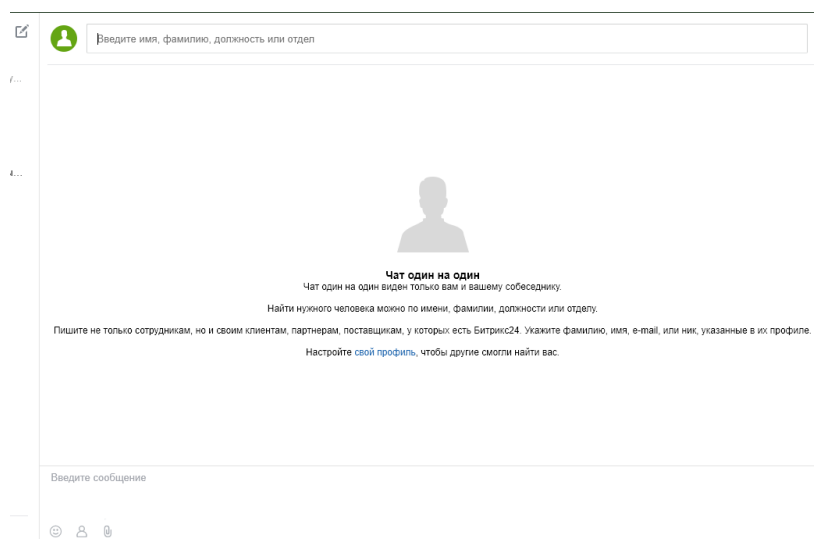 Введите имя, фамилию, должность или отдел
Чат один на один
Чат один на один виден только вам и вашему собеседнику.
Найти нужного человека можно по имени, фамилии, должности или отделу.
Пишите не только сотрудникам, но и своим клиентам, партнерам, поставщикам, у которых есть Битрикс24. Укажите фамилию, имя, e-mail, или ник, указанные в их профиле.
Настройте свой профиль, чтобы другие смогли найти вас.
Введите сообщение